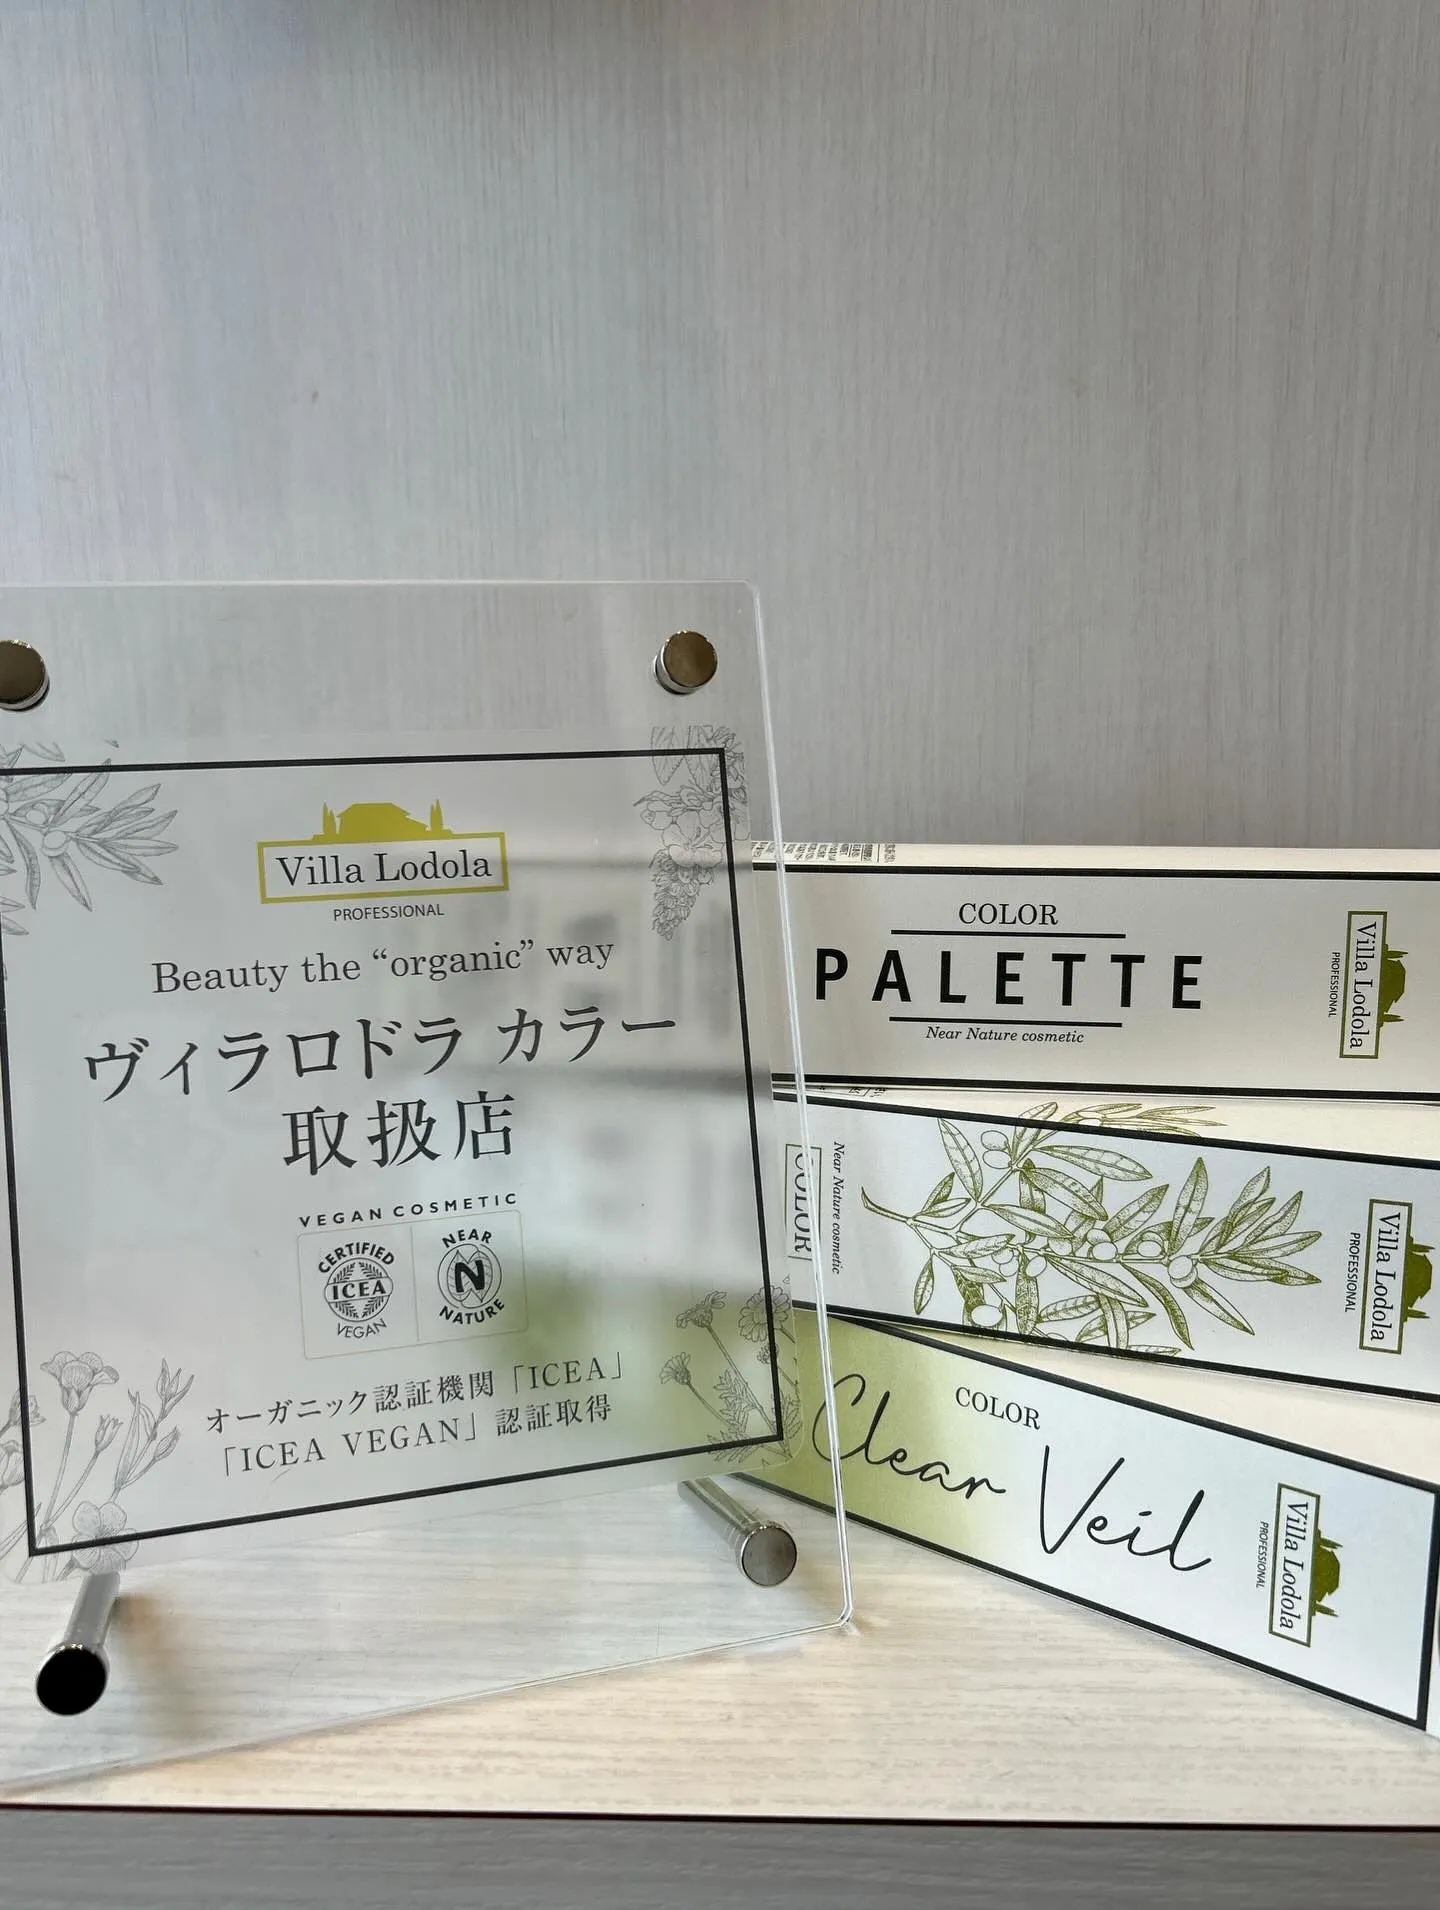 Villa Lodola
PROFESSIONAL
Beauty the “organic” way
ヴィラロドラ カラー
取扱店
VEGAN COSMETIC
CERTIFIED
ICEA
VEGAN
NEAR
N
NATURE
オーガニック認証機関「ICEA」
「ICEA VEGAN」認証取得
COLOR
PALETTE
Near Nature cosmetic
Villa Lodola
PROFESSIONAL
COLOR
Near Nature cosmetic
Villa Lodola
PROFESSIONAL
COLOR
Clear Veil
Villa Lodola
PROFESSIONAL